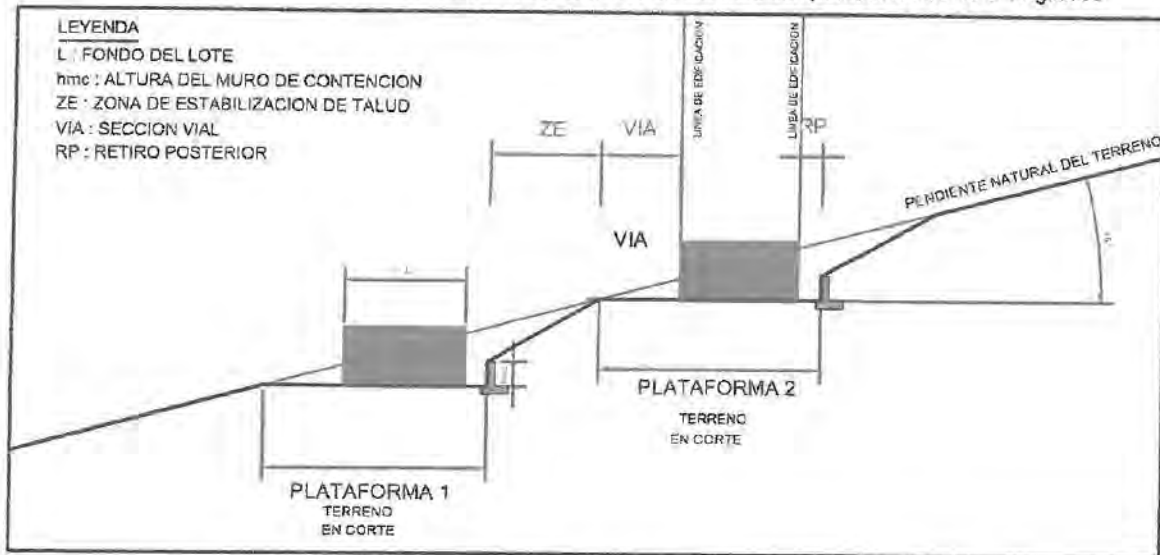 LEYENDA
L : FONDO DEL LOTE
hmc : ALTURA DEL MURO DE CONTENCION
ZE : ZONA DE ESTABILIZACION DE TALUD
VIA : SECCION VIAL
RP : RETIRO POSTERIOR
LINEA DE EDIFICACION
LINEA DE EDIFICACION
ZE
VIA
RP
PENDIENTE NATURAL DEL TERRENO
VIA
L
PLATAFORMA 2
TERRENO
EN CORTE
PLATAFORMA 1
TERRENO
EN CORTE